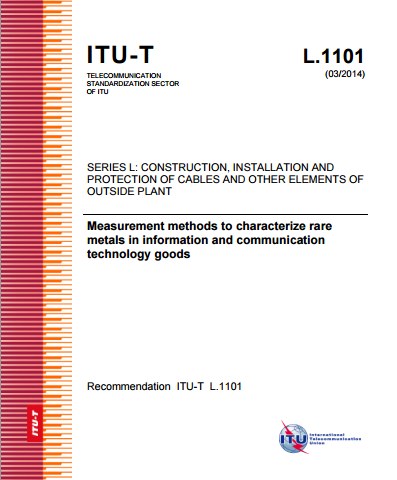 ITU-T
L.1101
TELECOMMUNICATION
(03/2014)
STANDARDIZATION SECTOR
OF ITU
SERIES L: CONSTRUCTION, INSTALLATION AND
PROTECTION OF CABLES AND OTHER ELEMENTS OF
OUTSIDE PLANT
Measurement methods to characterize rare
metals in information and communication
technology goods
Recommendation ITU-T L.1101
ITU-T
ITU
International
Telecommunication
Union